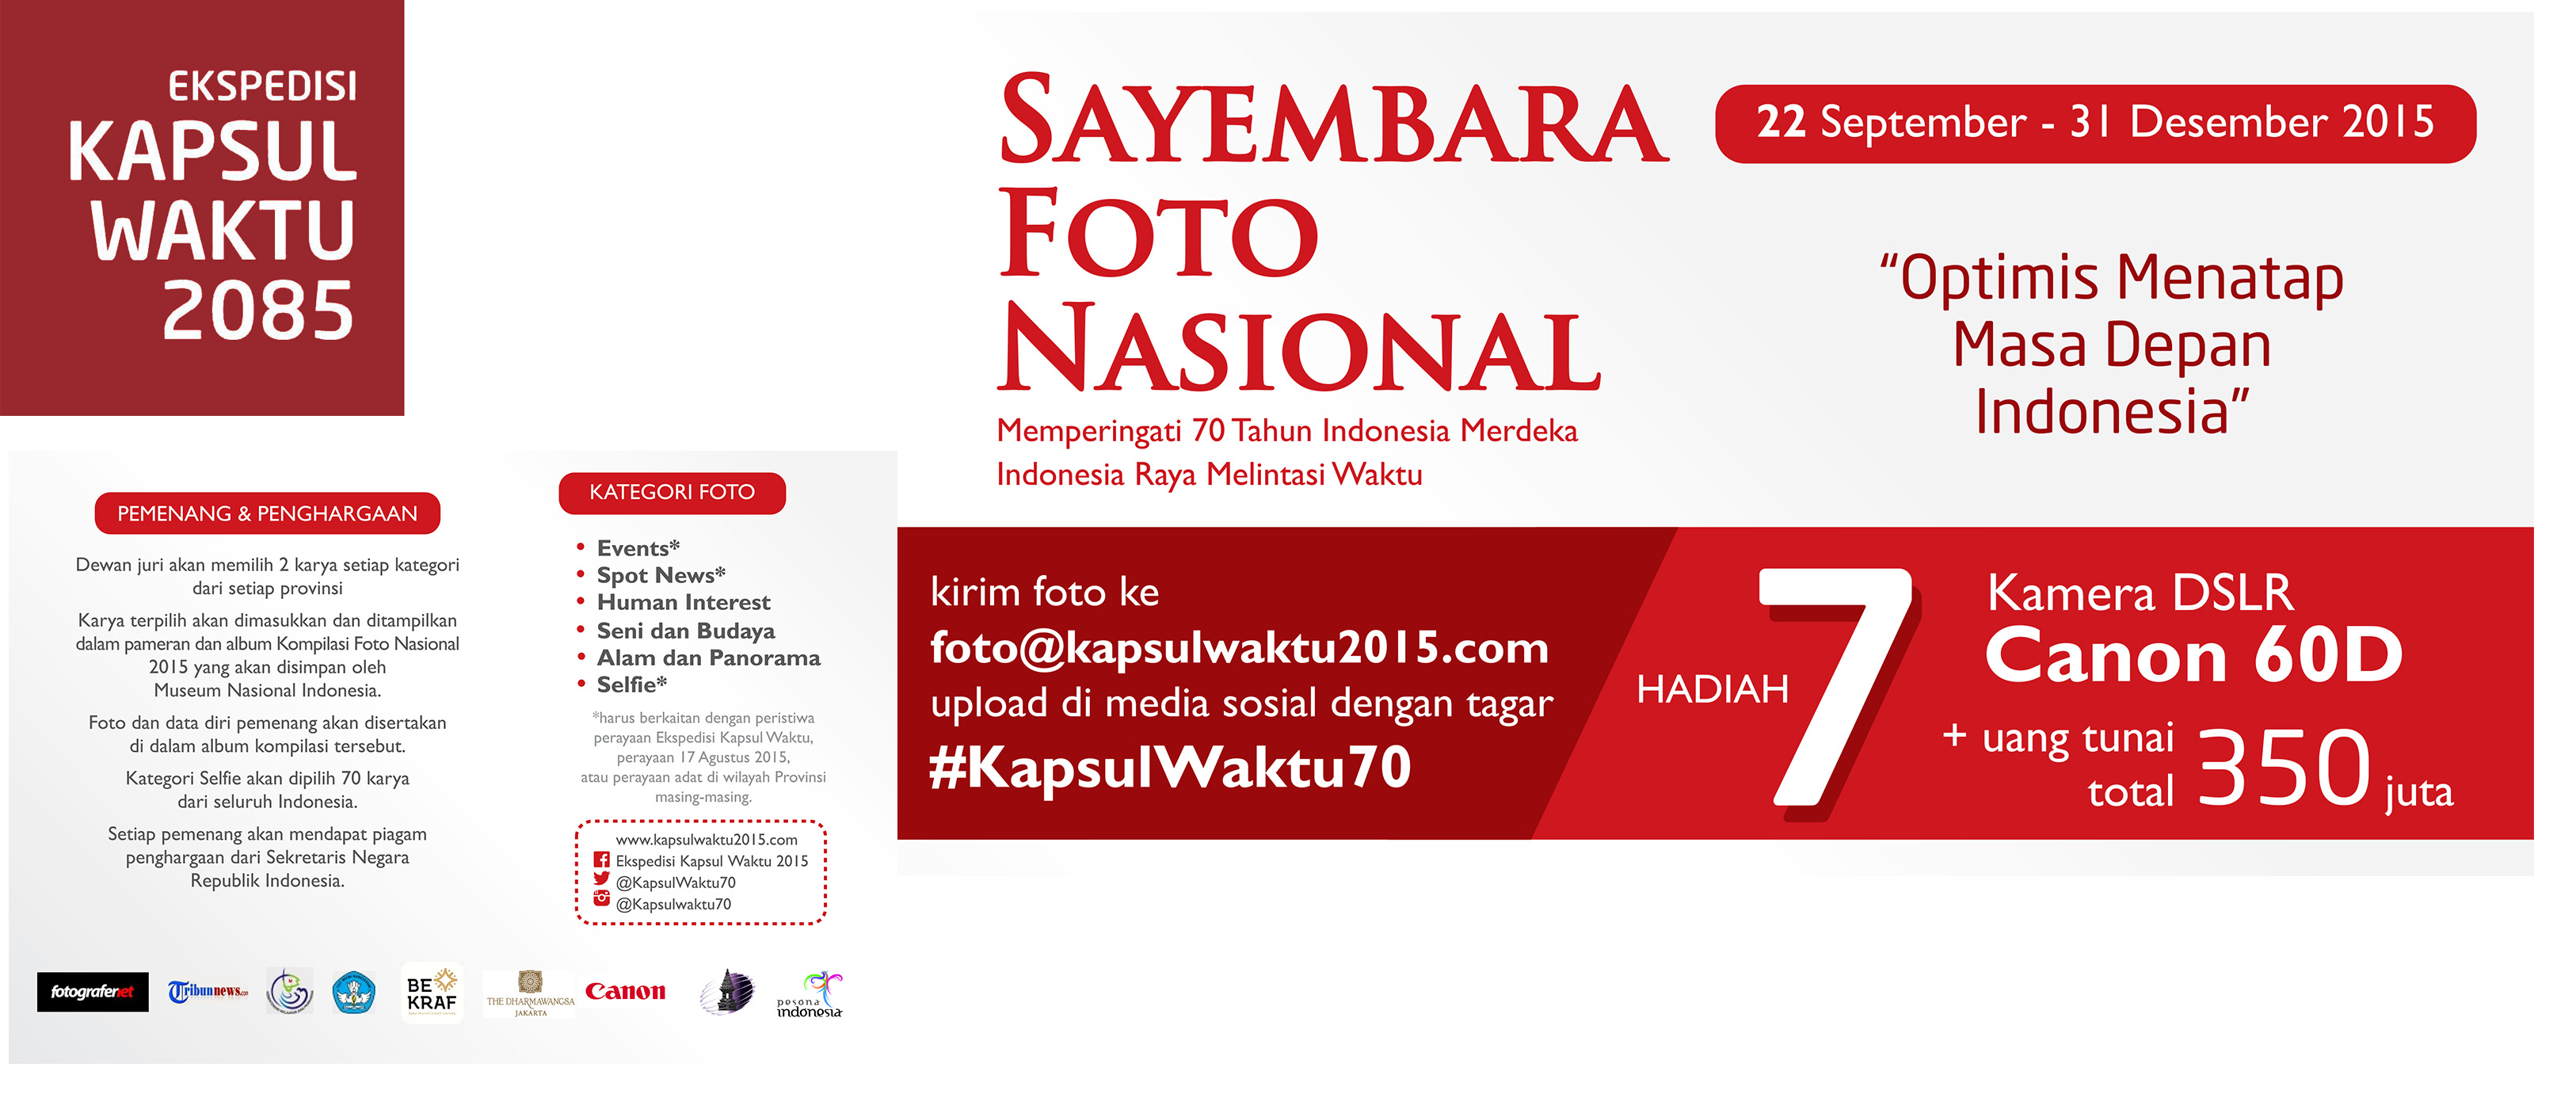 EKSPEDISI
KAPSUL
WAKTU
2085
SAYEMBARA
FOTO
NASIONAL
Memperingati 70 Tahun Indonesia Merdeka
Indonesia Raya Melintasi Waktu
22 September - 31 Desember 2015
“Optimis Menatap
Masa Depan
Indonesia”
kirim foto ke
foto@kapsulwaktu2015.com
upload di media sosial dengan tagar
#KapsulWaktu70
HADIAH 7
Kamera DSLR
Canon 60D
+ uang tunai
total 350 juta
PEMENANG & PENGHARGAAN
Dewan juri akan memilih 2 karya setiap kategori
dari setiap provinsi
Karya terpilih akan dimasukkan dan ditampilkan
dalam pameran dan album Kompilasi Foto Nasional
2015 yang akan disimpan oleh
Museum Nasional Indonesia.
Foto dan data diri pemenang akan disertakan
di dalam album kompilasi tersebut.
Kategori Selfie akan dipilih 70 karya
dari seluruh Indonesia.
Setiap pemenang akan mendapat piagam
penghargaan dari Sekretaris Negara
Republik Indonesia.
KATEGORI FOTO
• Events*
• Spot News*
• Human Interest
• Seni dan Budaya
• Alam dan Panorama
• Selfie*
*harus berkaitan dengan peristiwa
perayaan Ekspedisi Kapsul Waktu,
perayaan 17 Agustus 2015,
atau perayaan adat di wilayah Provinsi
masing-masing.
www.kapsulwaktu2015.com
Ekspedisi Kapsul Waktu 2015
@KapsulWaktu70
@Kapsulwaktu70
fotografernet
Tribunnews.com
BE
KRAF
THE DHARMAWANGSA
JAKARTA
Canon
pesona
indonesia